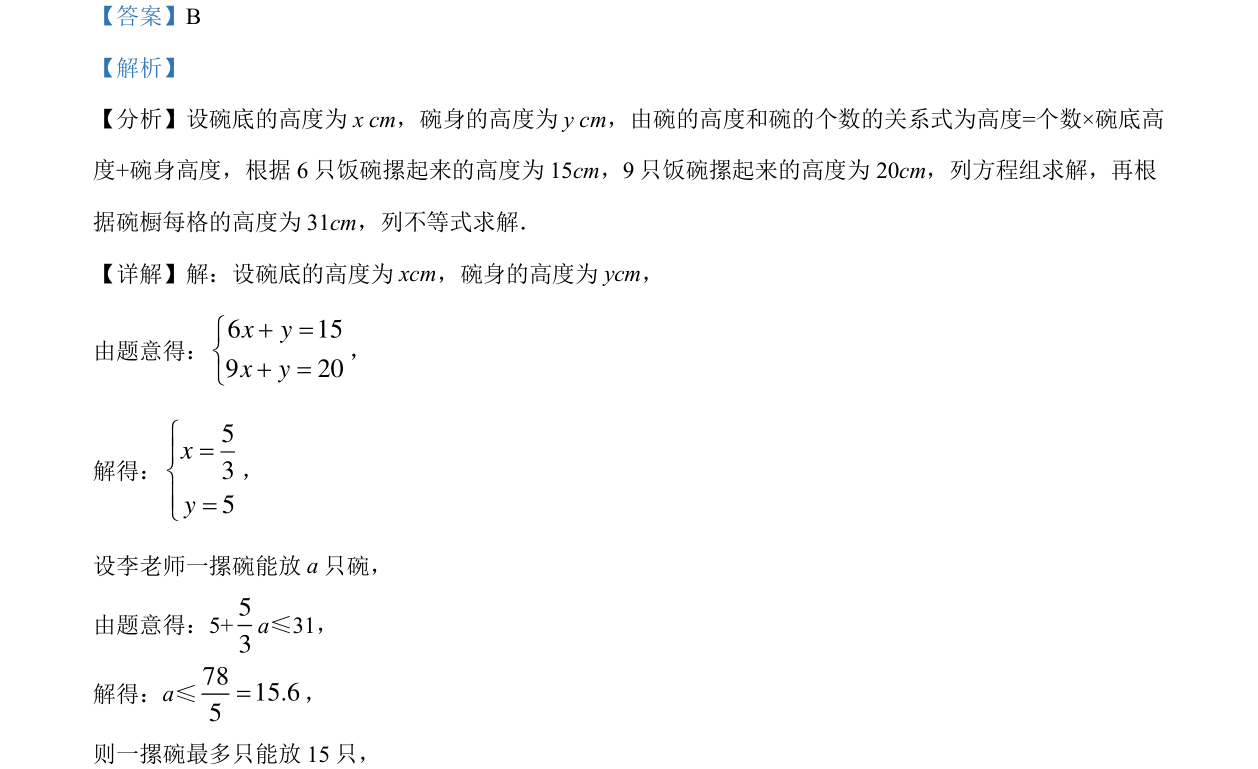 【答案】B
【解析】
【分析】设碗底的高度为 x cm，碗身的高度为 y cm，由碗的高度和碗的个数的关系式为高度=个数×碗底高
度+碗身高度，根据 6 只饭碗摞起来的高度为 15cm，9 只饭碗摞起来的高度为 20cm，列方程组求解，再根
据碗橱每格的高度为 31cm，列不等式求解．
【详解】解：设碗底的高度为 xcm，碗身的高度为 ycm，
由题意得：{6x + y = 15
9x + y = 20，
解得：{x = 5/3
y = 5，
设李老师一摞碗能放 a 只碗，
由题意得：5+5/3 a≤31，
解得：a≤78/5 =15.6，
则一摞碗最多只能放 15 只，